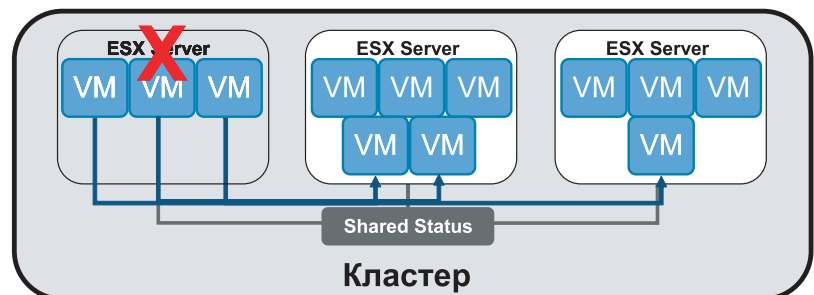 ESX Server ESX Server ESX Server
VM VM VM VM VM VM VM VM VM
VM VM VM
Shared Status
Кластер